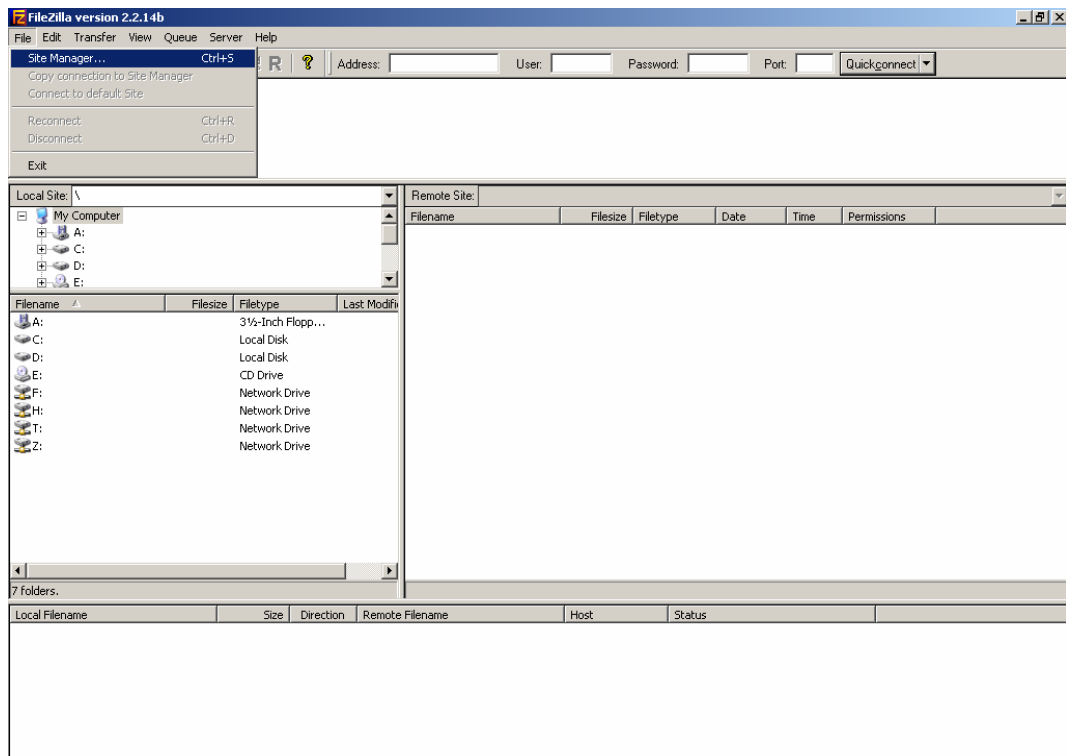 FileZilla version 2.2.14b
File Edit Transfer View Queue Server Help
Site Manager... Ctrl+S
Copy connection to Site Manager
Connect to default Site
Reconnect Ctrl+R
Disconnect Ctrl+D
Exit
R ? Address: User: Password: Port: Quickconnect
Local Site: \
My Computer
A:
C:
D:
E:
Filename Filesize Filetype Last Modifi
A: 3½-Inch Flopp...
C: Local Disk
D: Local Disk
E: CD Drive
F: Network Drive
H: Network Drive
T: Network Drive
Z: Network Drive
7 folders.
Remote Site:
Filename Filesize Filetype Date Time Permissions
Local Filename Size Direction Remote Filename Host Status